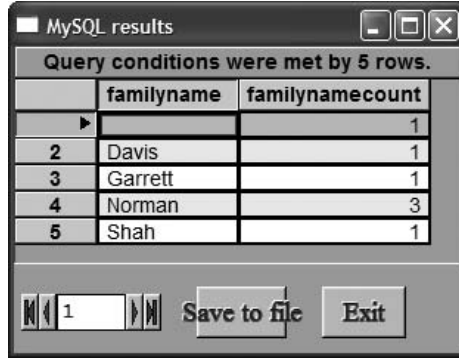 MySQL results
Query conditions were met by 5 rows.
familyname familynamecount
1
2 Davis 1
3 Garrett 1
4 Norman 3
5 Shah 1
1 Save to file Exit